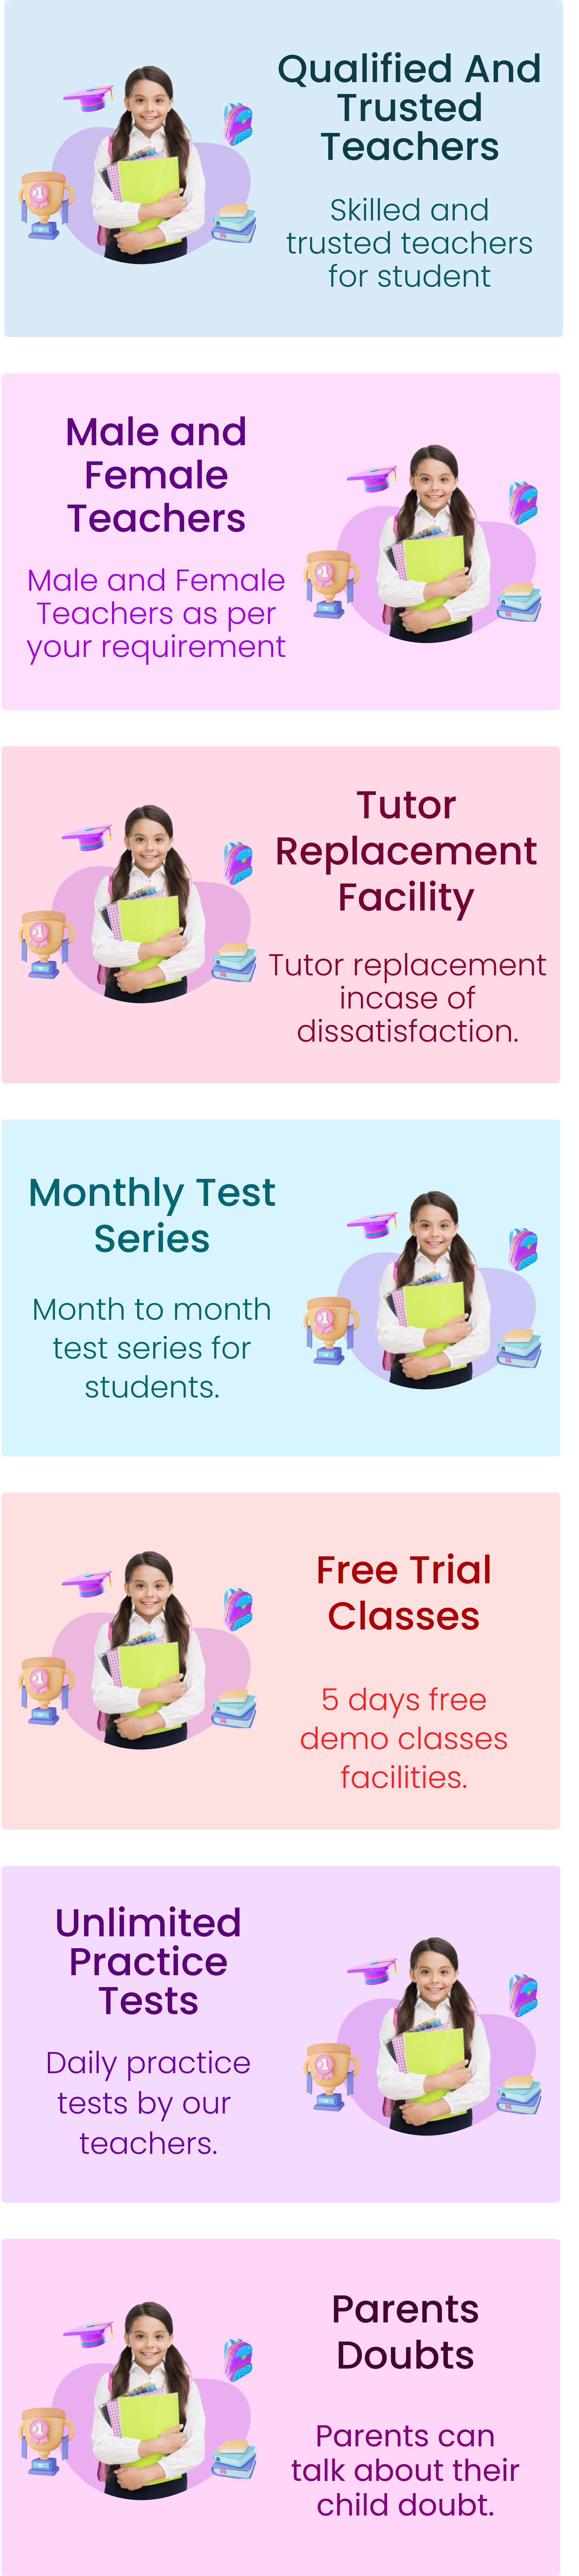 Qualified And
Trusted
Teachers
Skilled and
trusted teachers
for student
Male and
Female
Teachers
Male and Female
Teachers as per
your requirement
Tutor
Replacement
Facility
Tutor replacement
incase of
dissatisfaction.
Monthly Test
Series
Month to month
test series for
students.
Free Trial
Classes
5 days free
demo classes
facilities.
Unlimited
Practice
Tests
Daily practice
tests by our
teachers.
Parents
Doubts
Parents can
talk about their
child doubt.